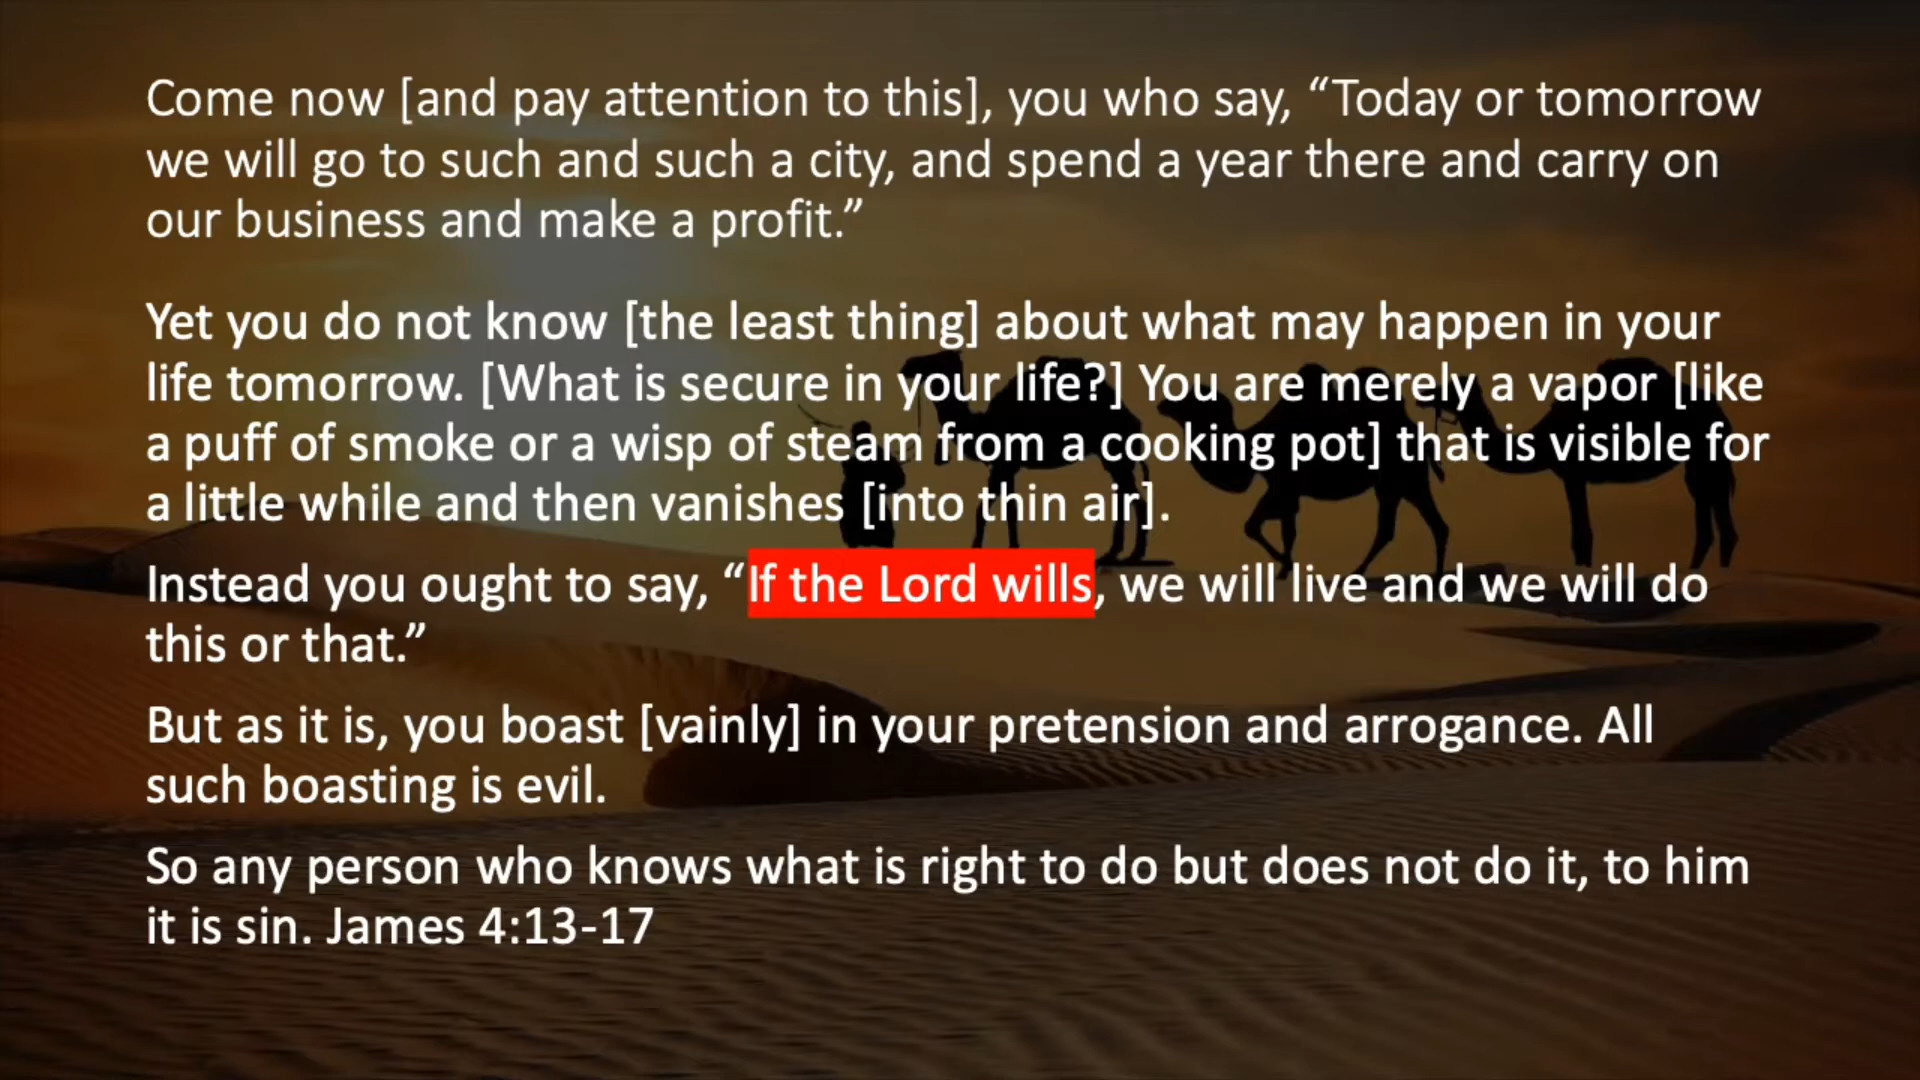 Come now [and pay attention to this], you who say, “Today or tomorrow
we will go to such and such a city, and spend a year there and carry on
our business and make a profit.”
Yet you do not know [the least thing] about what may happen in your
life tomorrow. [What is secure in your life?] You are merely a vapor [like
a puff of smoke or a wisp of steam from a cooking pot] that is visible for
a little while and then vanishes [into thin air].
Instead you ought to say, “If the Lord wills, we will live and we will do
this or that.”
But as it is, you boast [vainly] in your pretension and arrogance. All
such boasting is evil.
So any person who knows what is right to do but does not do it, to him
it is sin. James 4:13-17